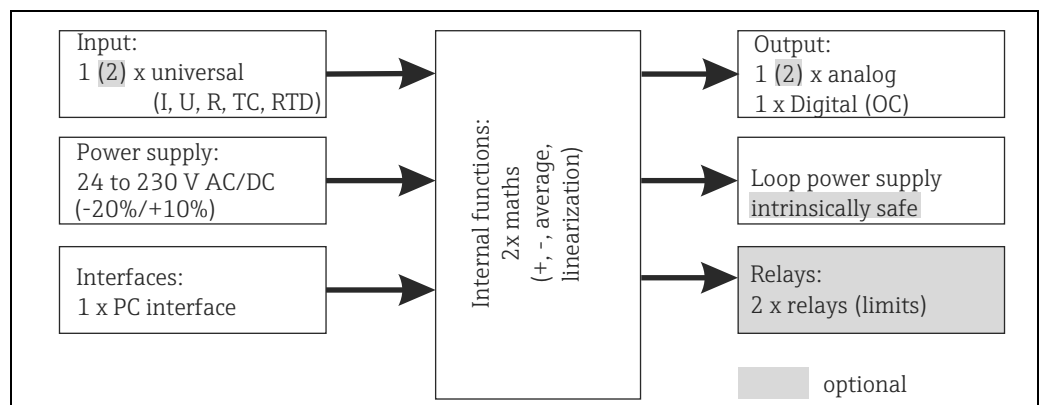 Input:
1 (2) x universal
(I, U, R, TC, RTD)
Power supply:
24 to 230 V AC/DC
(-20%/+10%)
Interfaces:
1 x PC interface
Internal functions:
2x maths
(+, -, average,
linearization)
Output:
1 (2) x analog
1 x Digital (OC)
Loop power supply
intrinsically safe
Relays:
2 x relays (limits)
optional